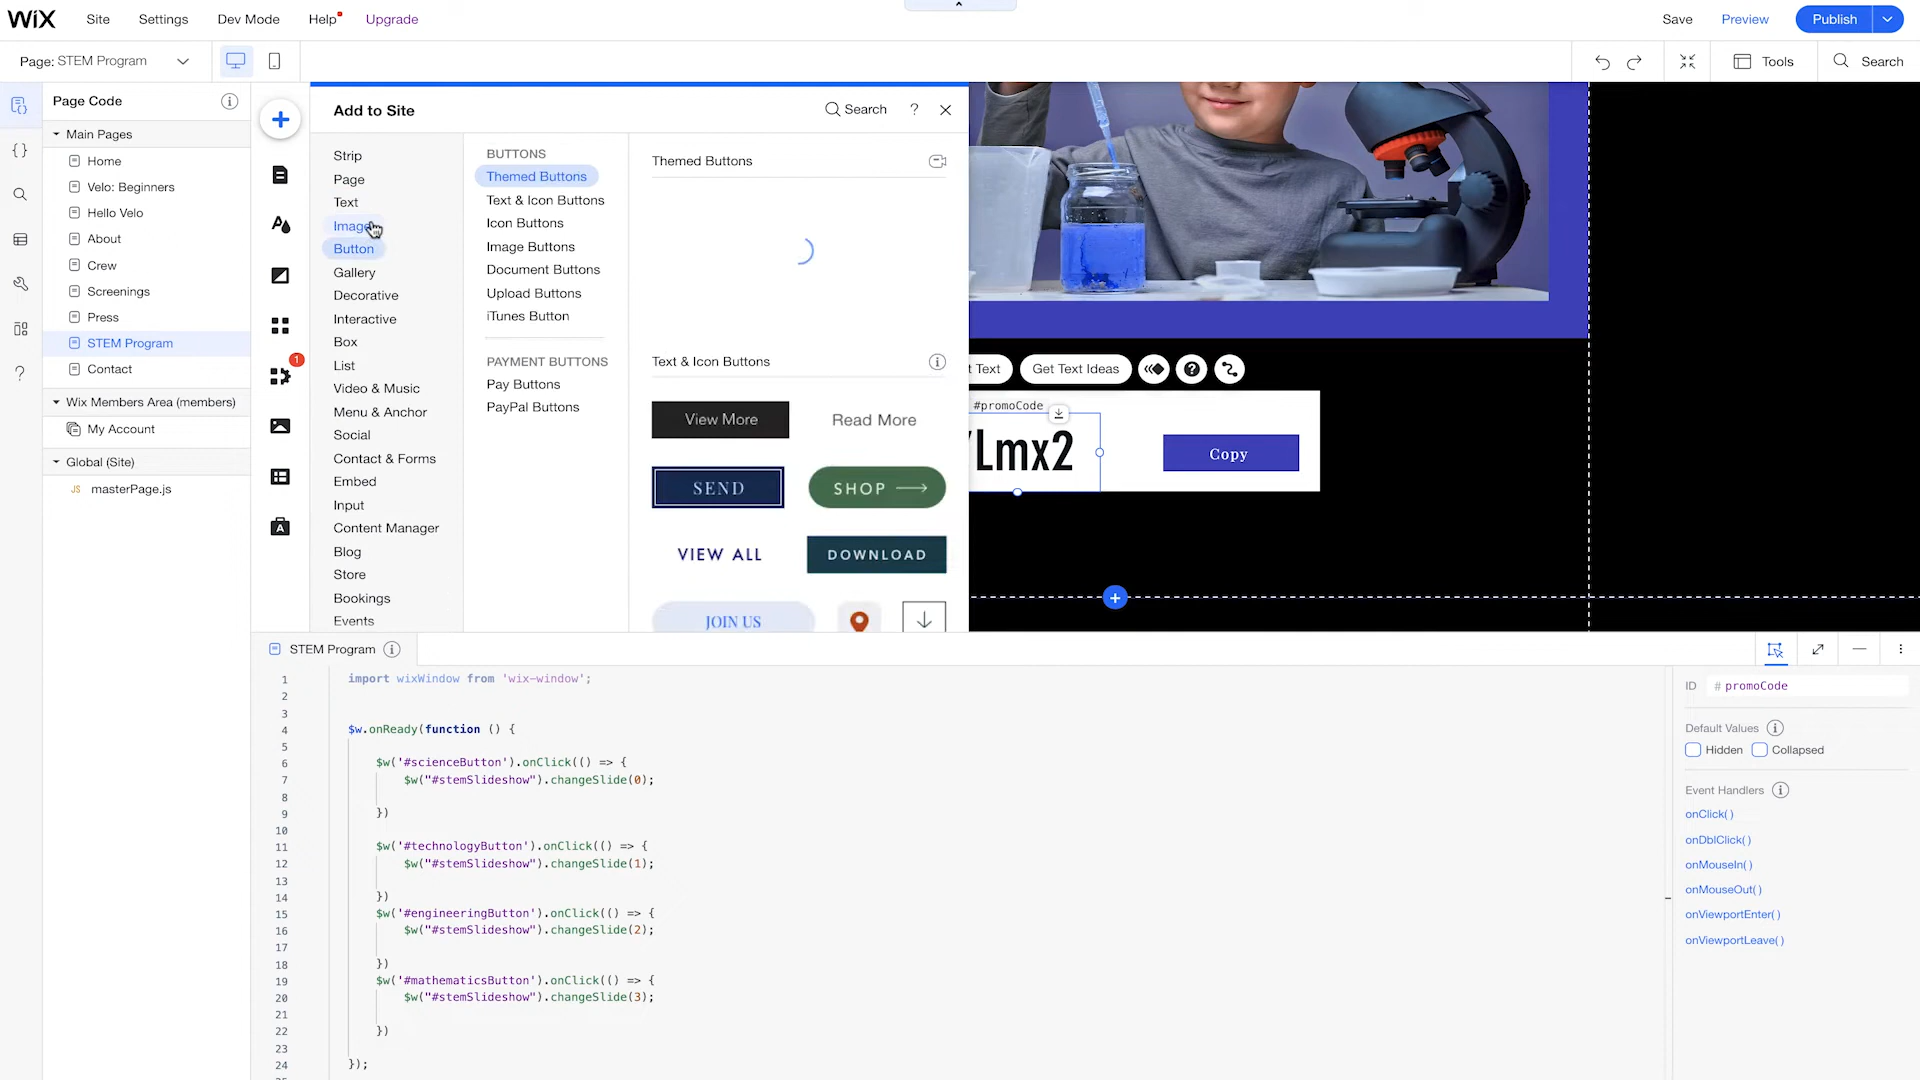 WiX Site Settings Dev Mode Help Upgrade Save Preview Publish
Page: STEM Program Tools Search
Page Code
Main Pages
Home
Velo: Beginners
Hello Velo
About
Crew
Screenings
Press
STEM Program
Contact
Wix Members Area (members)
My Account
Global (Site)
JS masterPage.js
1
Add to Site Search ?
Strip
Page
Text
Image
Button
Gallery
Decorative
Interactive
Box
List
Video & Music
Menu & Anchor
Social
Contact & Forms
Embed
Input
Content Manager
Blog
Store
Bookings
Events
BUTTONS
Themed Buttons
Text & Icon Buttons
Icon Buttons
Image Buttons
Document Buttons
Upload Buttons
iTunes Button
PAYMENT BUTTONS
Pay Buttons
PayPal Buttons
Themed Buttons
Text & Icon Buttons
View More Read More
SEND SHOP
VIEW ALL DOWNLOAD
JOIN US
t Text Get Text Ideas
#promoCode
Lmx2 Copy
STEM Program
1 import wixWindow from 'wix-window';
2
3
4 $w.onReady(function () {
5
6 $w('#scienceButton').onClick(() => {
7 $w("#stemSlideshow").changeSlide(0);
8
9 })
10
11 $w('#technologyButton').onClick(() => {
12 $w("#stemSlideshow").changeSlide(1);
13
14 })
15 $w('#engineeringButton').onClick(() => {
16 $w("#stemSlideshow").changeSlide(2);
17
18 })
19 $w('#mathematicsButton').onClick(() => {
20 $w("#stemSlideshow").changeSlide(3);
21
22 })
23
24 });
ID # promoCode
Default Values
Hidden Collapsed
Event Handlers
onClick( )
onDblClick( )
onMouseIn( )
onMouseOut( )
onViewportEnter( )
onViewportLeave( )